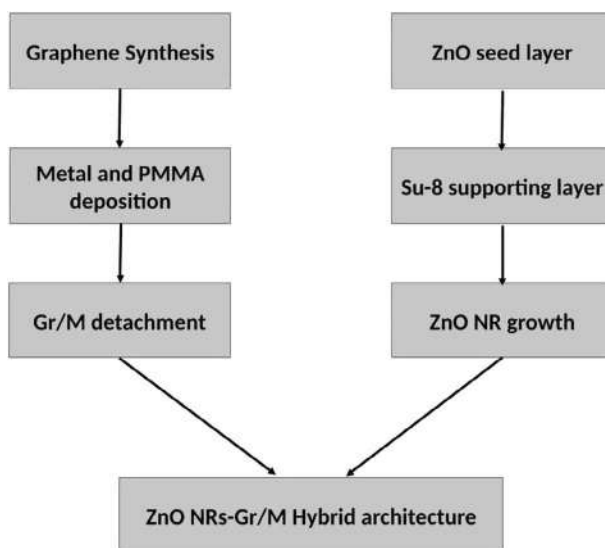 Graphene Synthesis
ZnO seed layer
Metal and PMMA
deposition
Su-8 supporting layer
Gr/M detachment
ZnO NR growth
ZnO NRs-Gr/M Hybrid architecture